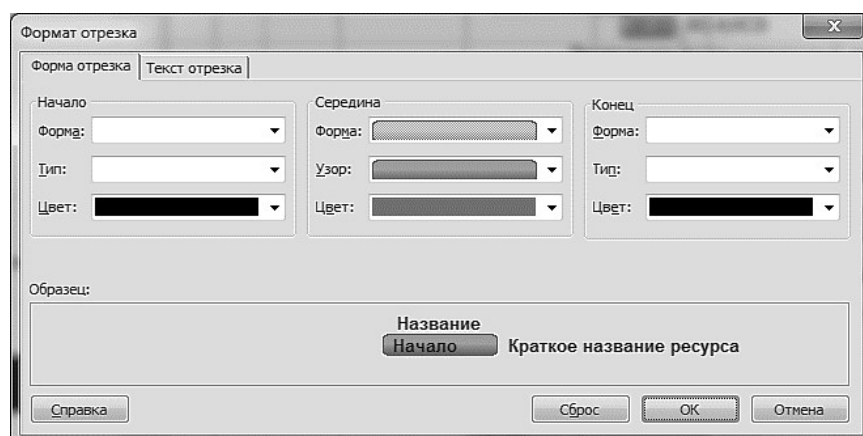 Формат отрезка
Форма отрезка Текст отрезка
Начало Середина Конец
Форма: Форма: Форма:
Тип: Узор: Тип:
Цвет: Цвет: Цвет:
Образец:
Название
Начало Краткое название ресурса
Справка Сброс ОК Отмена